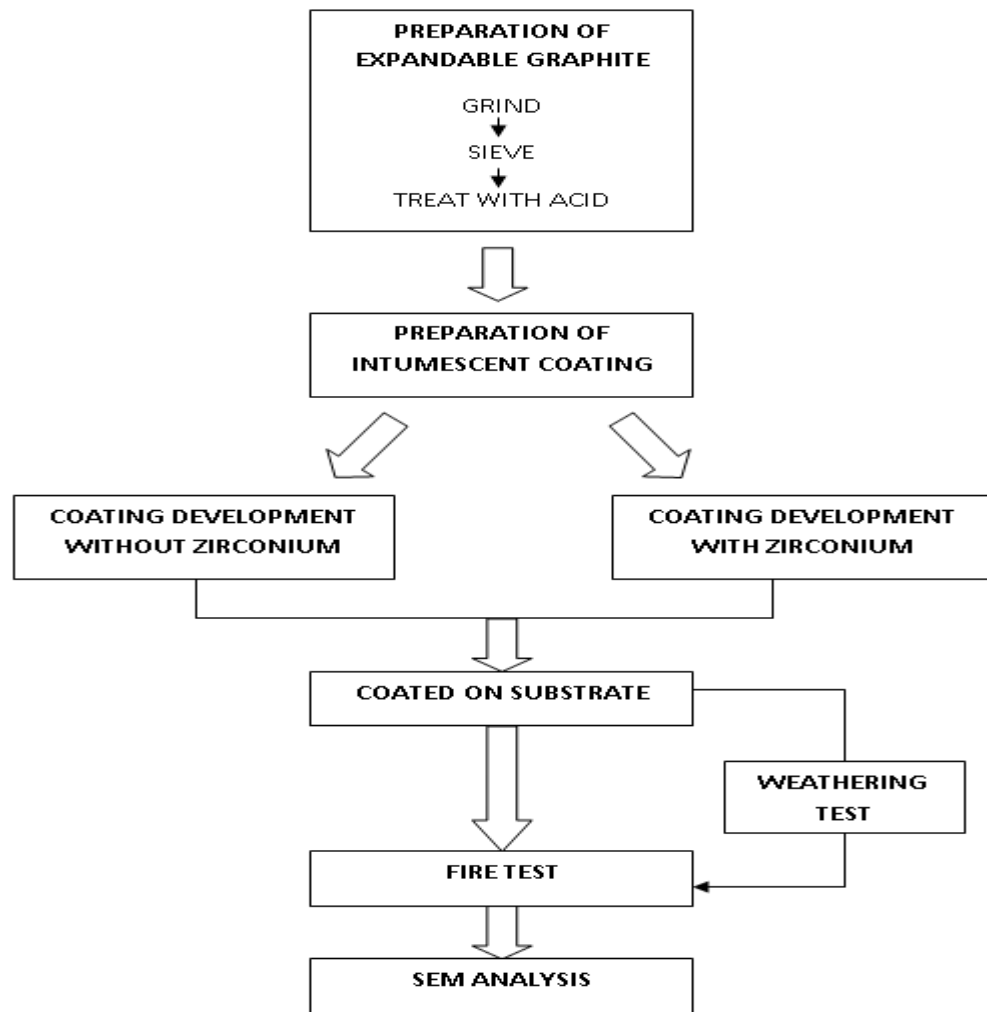 PREPARATION OF
EXPANDABLE GRAPHITE
GRIND
SIEVE
TREAT WITH ACID
PREPARATION OF
INTUMESCENT COATING
COATING DEVELOPMENT
WITHOUT ZIRCONIUM
COATING DEVELOPMENT
WITH ZIRCONIUM
COATED ON SUBSTRATE
WEATHERING
TEST
FIRE TEST
SEM ANALYSIS